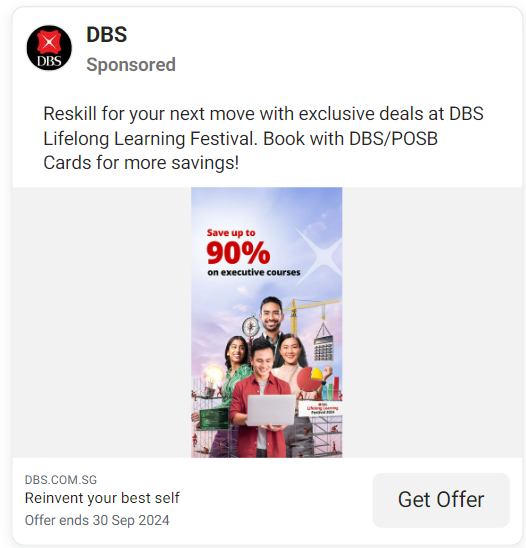 DBS
DBS
Sponsored
Reskill for your next move with exclusive deals at DBS
Lifelong Learning Festival. Book with DBS/POSB
Cards for more savings!
Save up to
90%
on executive courses
Lifelong Learning
Festival 2024
DBS.COM.SG
Reinvent your best self
Offer ends 30 Sep 2024
Get Offer